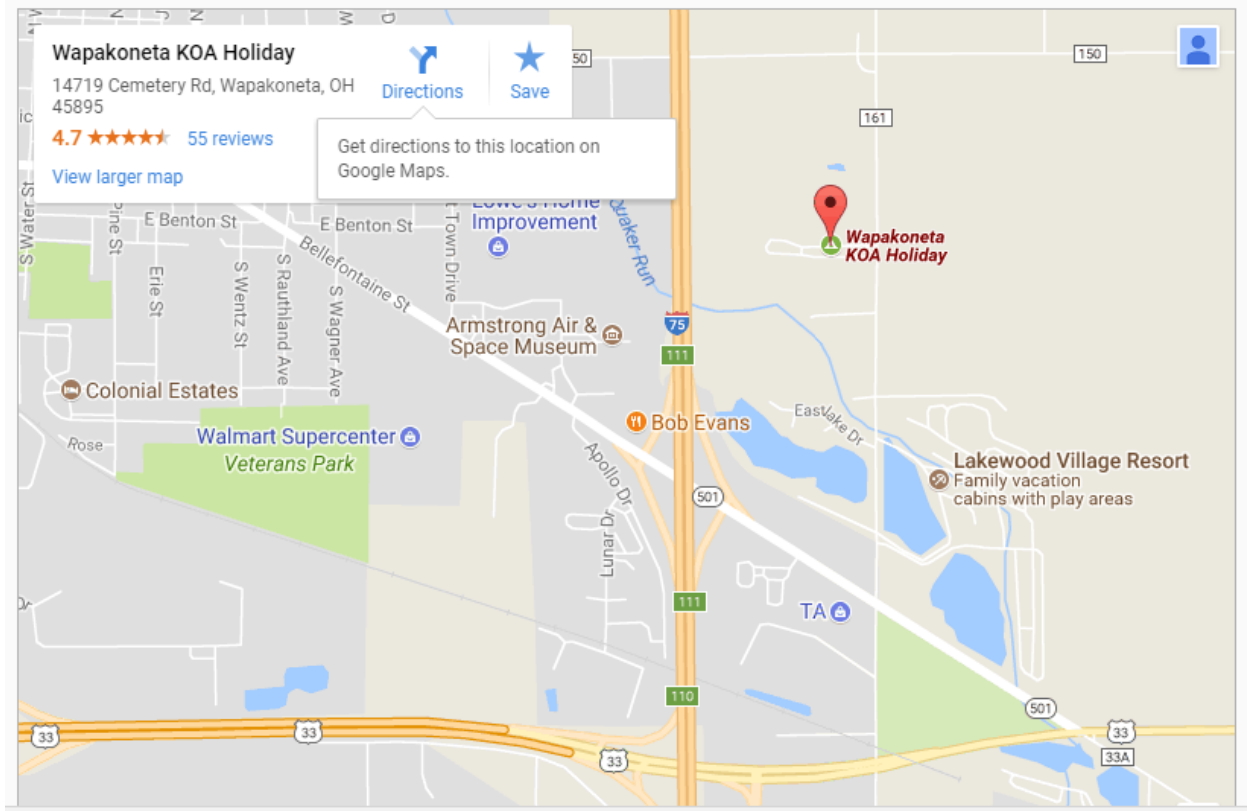 Wapakoneta KOA Holiday
14719 Cemetery Rd, Wapakoneta, OH
45895
4.7
55 reviews
View larger map
Directions
Save
Get directions to this location on
Google Maps.
50
150
161
Wapakoneta
KOA Holiday
Lowe's Home
Improvement
Quaker Run
S Water St
Pine St
E Benton St
E Benton St
Town Drive
Bellefontaine St
Erie St
S Wentz St
S Rauthland Ave
S Wagner Ave
75
111
Armstrong Air &
Space Museum
Colonial Estates
Bob Evans
Eastlake Dr
Walmart Supercenter
Veterans Park
Rose
Apollo Dr
Lunar Dr
501
Lakewood Village Resort
Family vacation
cabins with play areas
111
TA
110
501
33
33
33
33
33A